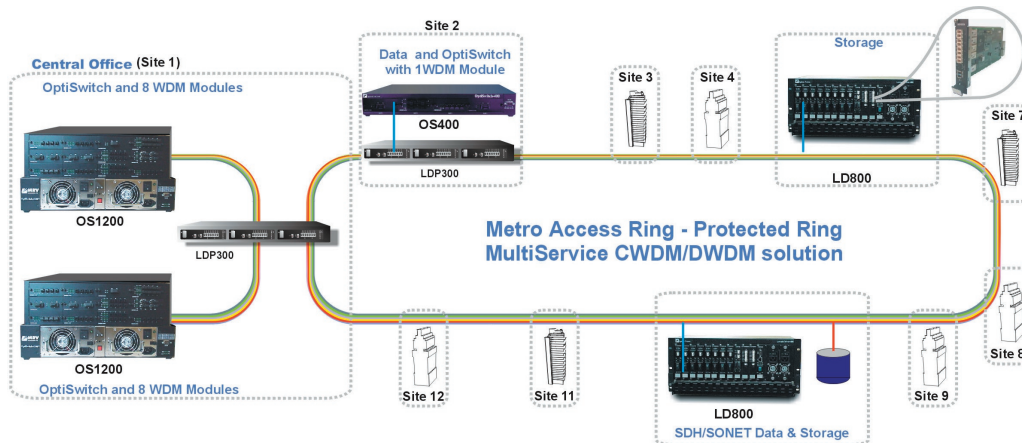 Site 2
Central Office (Site 1)
OptiSwitch and 8 WDM Modules
Data and OptiSwitch
with 1WDM Module
OS400
LDP300
Site 3
Site 4
Storage
LD800
Site 7
OS1200
LDP300
Metro Access Ring - Protected Ring
MultiService CWDM/DWDM solution
OS1200
OptiSwitch and 8 WDM Modules
Site 12
Site 11
LD800
SDH/SONET Data & Storage
Site 9
Site 8